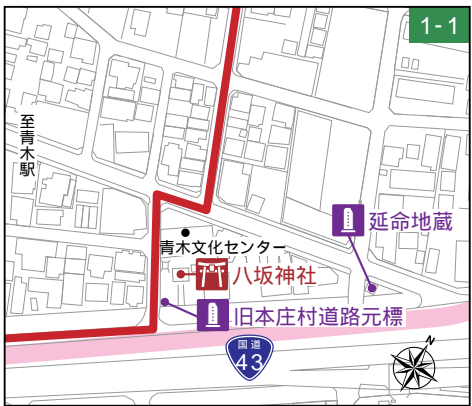 1-1
至青木駅
延命地蔵
青木文化センター
八坂神社
旧本庄村道路元標
国道
43
N